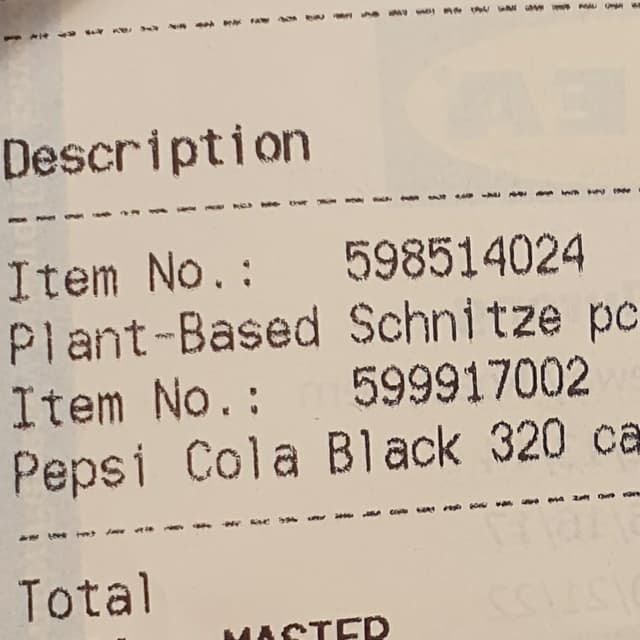 Description
Item No.: 598514024
Plant-Based Schnitze pc
Item No.: 599917002
Pepsi Cola Black 320 ca
Total
MASTER